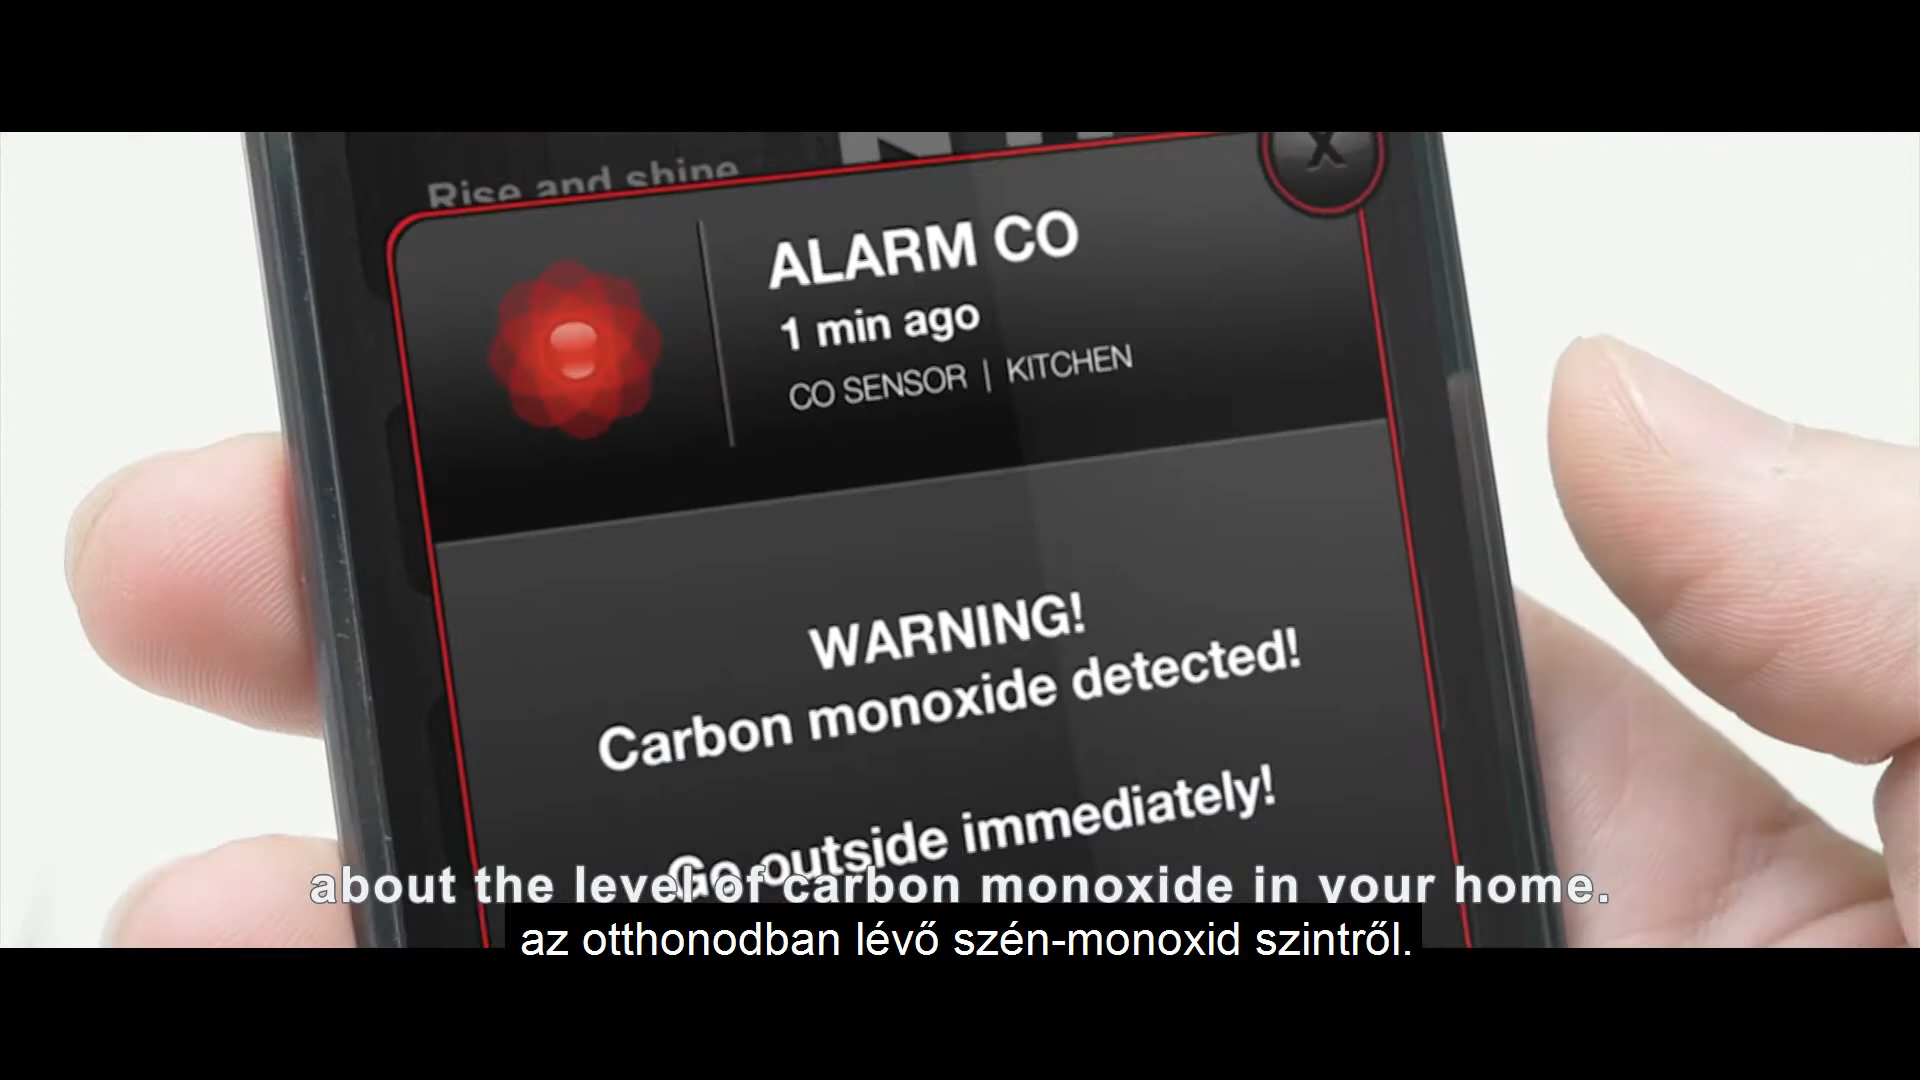 Rise and shine
X
ALARM CO
1 min ago
CO SENSOR | KITCHEN
WARNING!
Carbon monoxide detected!
Go outside immediately!
about the level of carbon monoxide in your home.
az otthonodban lévő szén-monoxid szintről.